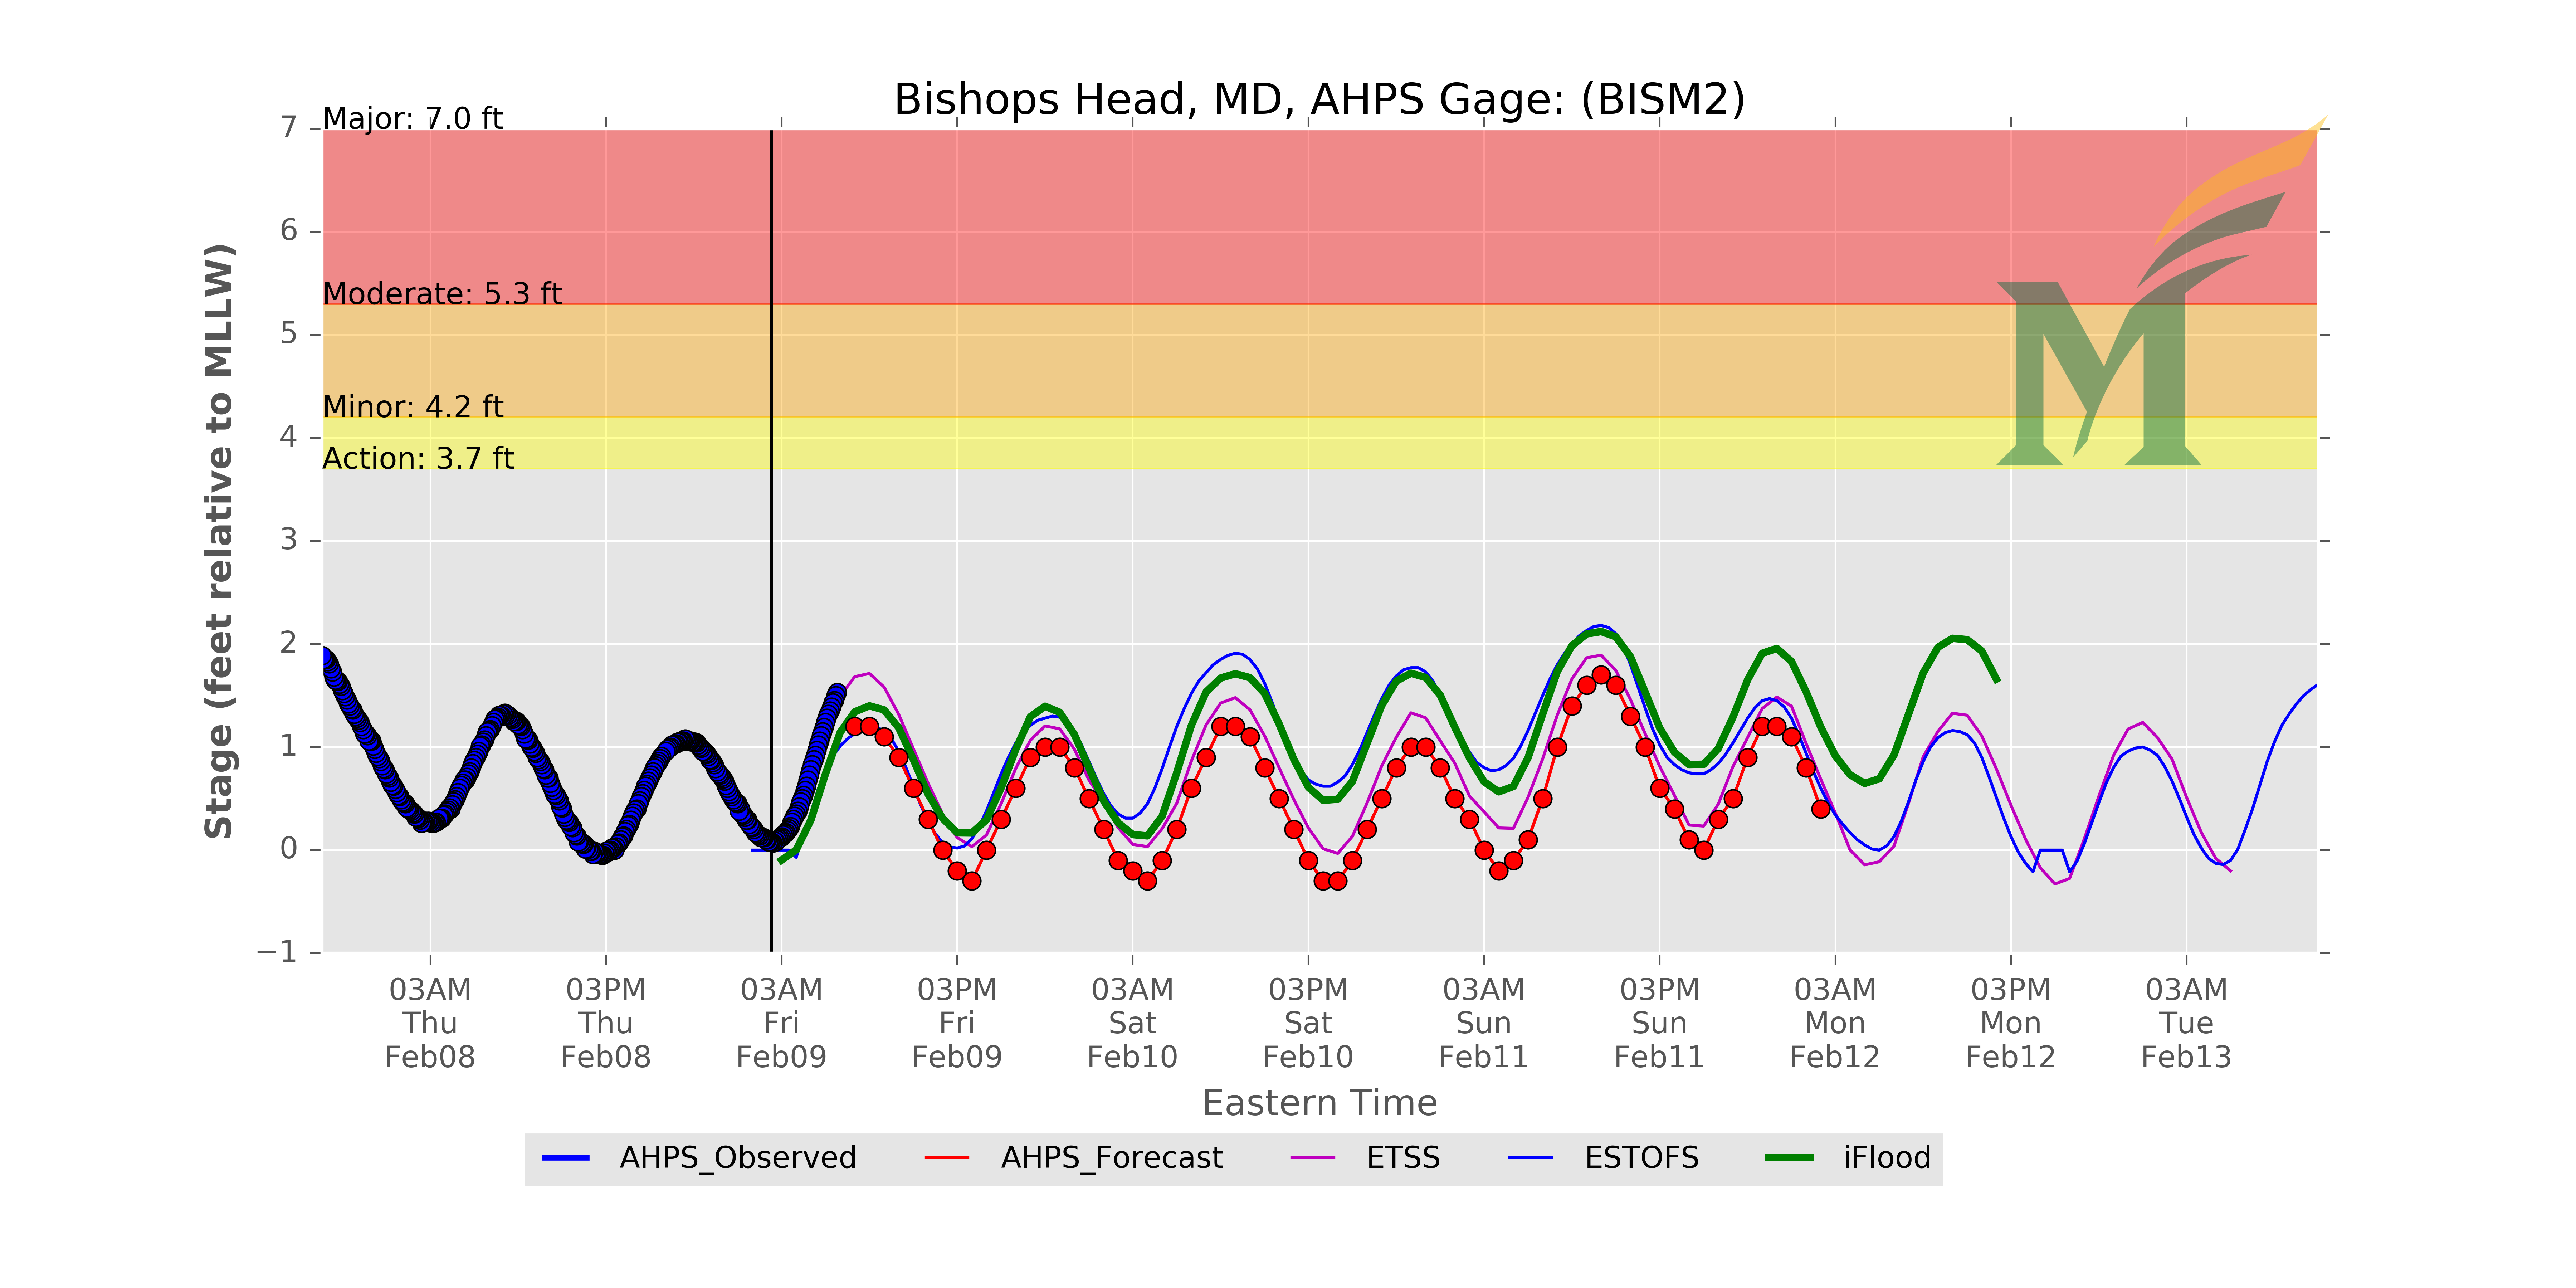 Bishops Head, MD, AHPS Gage: (BISM2)
Major: 7.0 ft
Moderate: 5.3 ft
Minor: 4.2 ft
Action: 3.7 ft
7
6
5
4
3
2
1
0
−1
Stage (feet relative to MLLW)
03AM 03PM 03AM 03PM 03AM 03PM 03AM 03PM 03AM 03PM 03AM
Thu Thu Fri Fri Sat Sat Sun Sun Mon Mon Tue
Feb08 Feb08 Feb09 Feb09 Feb10 Feb10 Feb11 Feb11 Feb12 Feb12 Feb13
Eastern Time
AHPS_Observed AHPS_Forecast ETSS ESTOFS iFlood
M